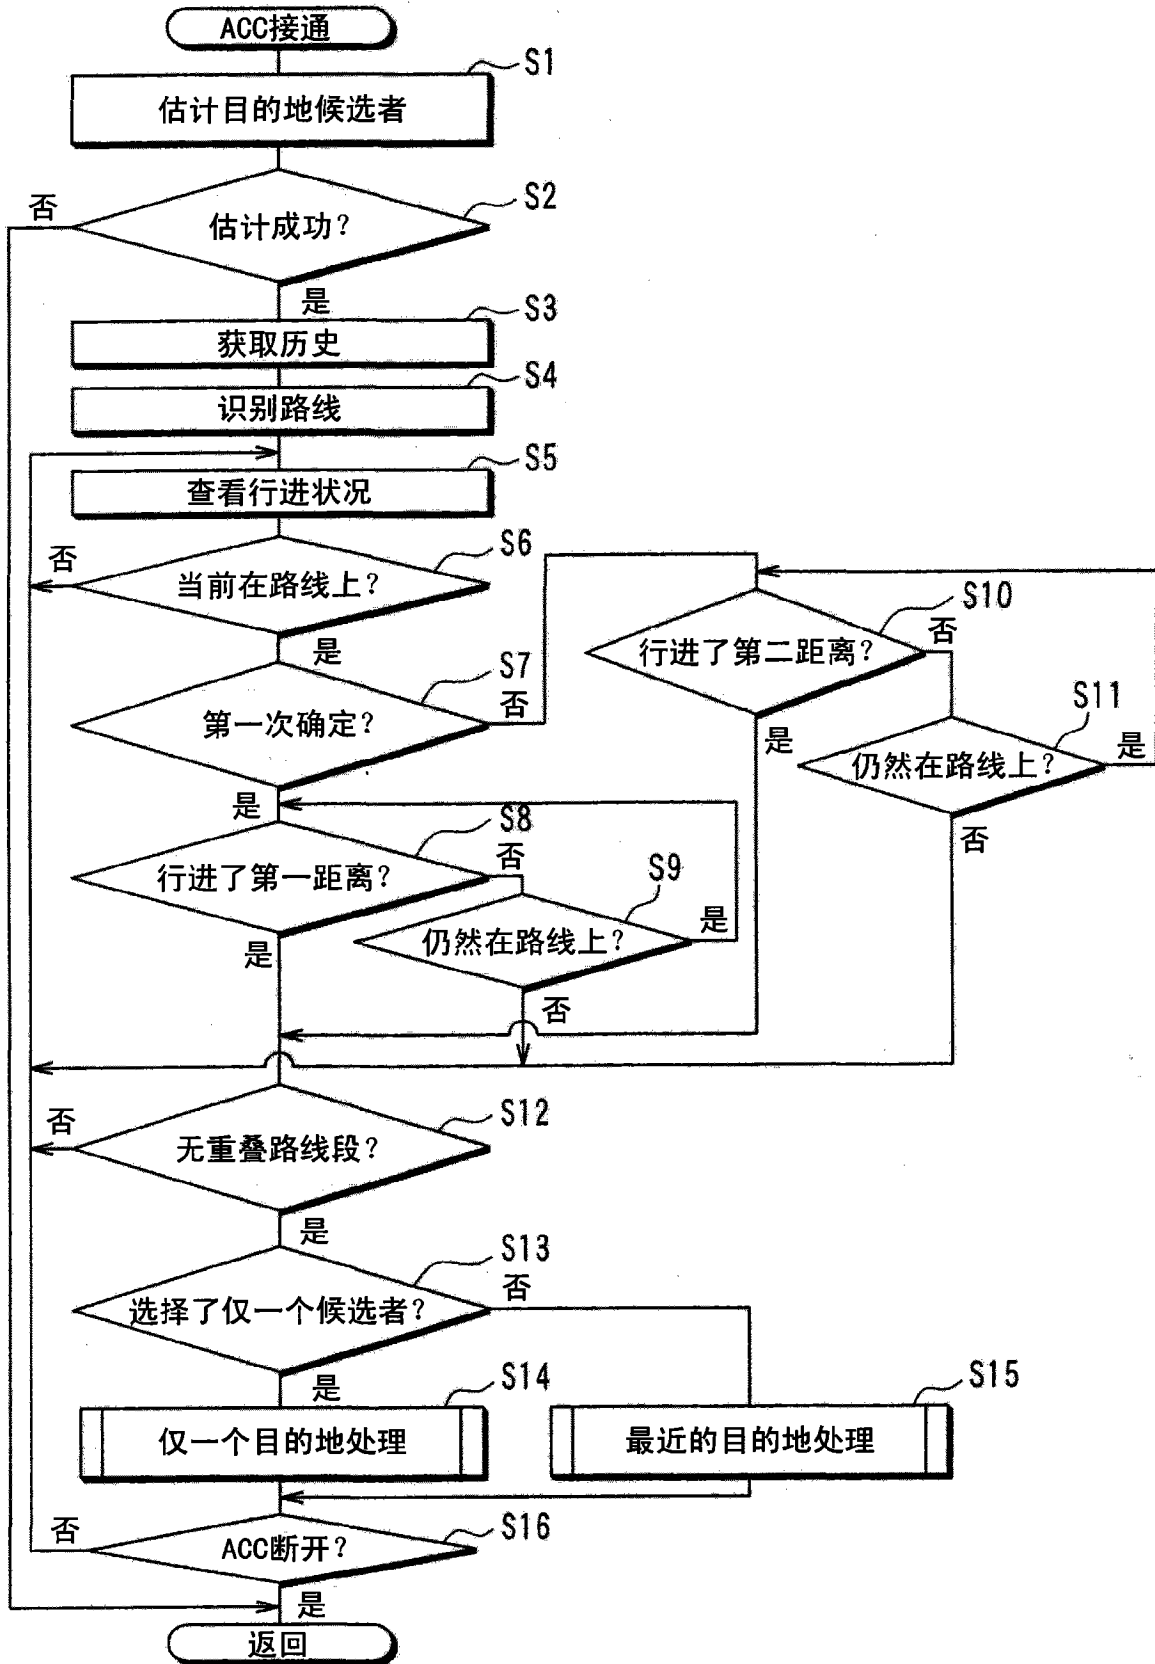 ACC接通
S1
估计目的地候选者
S2
否
估计成功？
是
S3
获取历史
S4
识别路线
S5
查看行进状况
S6
否
当前在路线上？
是
S10
行进了第二距离？
否
S7
第一次确定？
否
S11
是
仍然在路线上？
是
是
S8
否
行进了第一距离？
否
S9
仍然在路线上？
是
是
否
S12
否
无重叠路线段？
是
S13
选择了仅一个候选者？
否
是
S14
仅一个目的地处理
S15
最近的目的地处理
S16
否
ACC断开？
是
返回